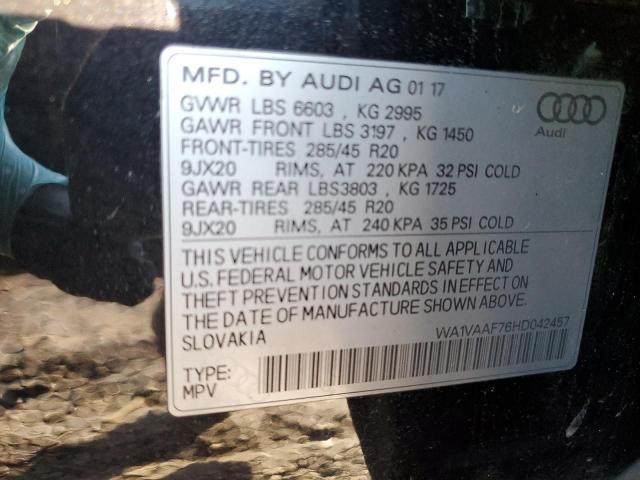 MFD. BY AUDI AG 01 17
GVWR LBS 6603 , KG 2995
GAWR FRONT LBS 3197, KG 1450
FRONT-TIRES 285/45 R20
9JX20 RIMS, AT 220 KPA 32 PSI COLD
GAWR REAR LBS3803 , KG 1725
REAR-TIRES 285/45 R20
9JX20 RIMS, AT 240 KPA 35 PSI COLD
Audi
THIS VEHICLE CONFORMS TO ALL APPLICABLE
U.S. FEDERAL MOTOR VEHICLE SAFETY AND
THEFT PREVENTION STANDARDS IN EFFECT ON
THE DATE OF MANUFACTURE SHOWN ABOVE.
SLOVAKIA
WA1VAAF76HD042457
TYPE:
MPV